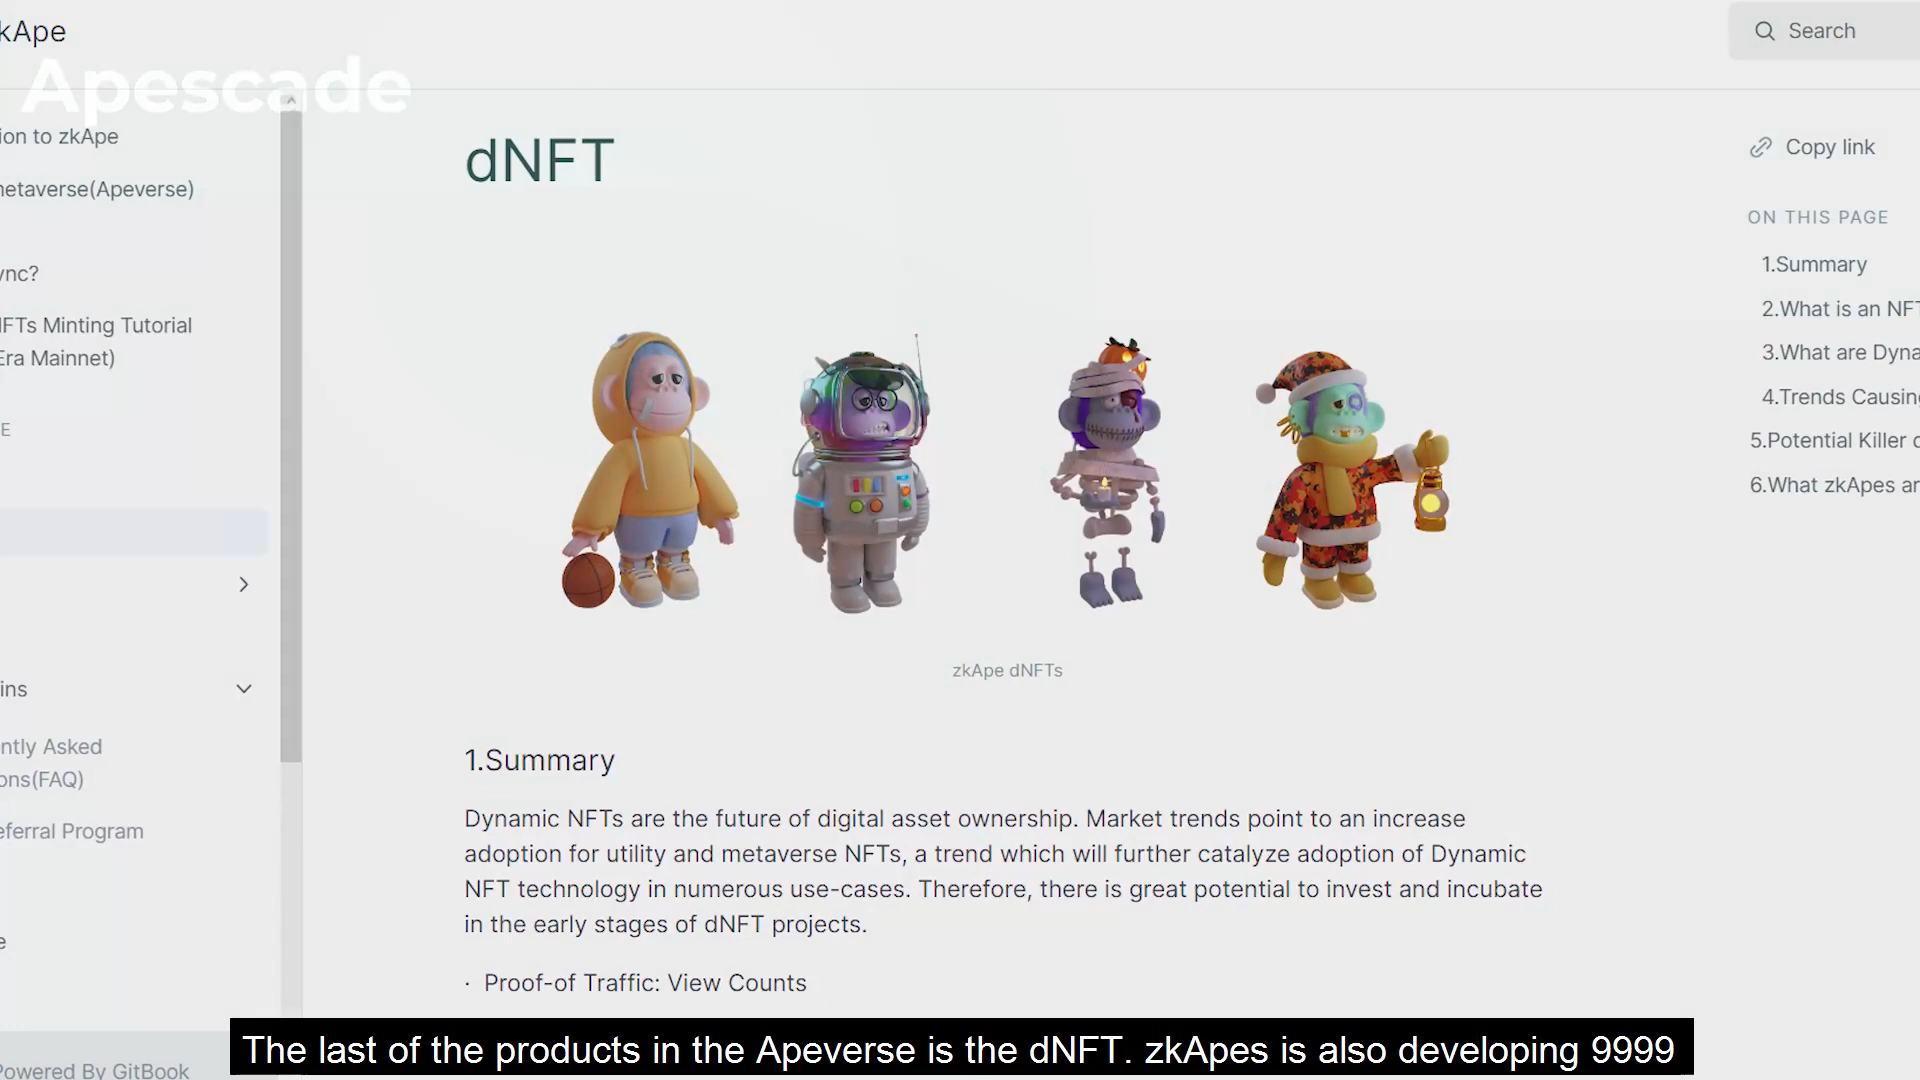 kApe
Search
Apescade
ion to zkApe
netaverse(Apeverse)
ync?
IFTs Minting Tutorial
Era Mainnet)
E
ins
ntly Asked
ons(FAQ)
eferral Program
e
Powered By GitBook
dNFT
zkApe dNFTs
1.Summary
Dynamic NFTs are the future of digital asset ownership. Market trends point to an increase
adoption for utility and metaverse NFTs, a trend which will further catalyze adoption of Dynamic
NFT technology in numerous use-cases. Therefore, there is great potential to invest and incubate
in the early stages of dNFT projects.
· Proof-of Traffic: View Counts
Copy link
ON THIS PAGE
1.Summary
2.What is an NFT
3.What are Dyna
4.Trends Causing
5.Potential Killer
6.What zkApes ar
The last of the products in the Apeverse is the dNFT. zkApes is also developing 9999